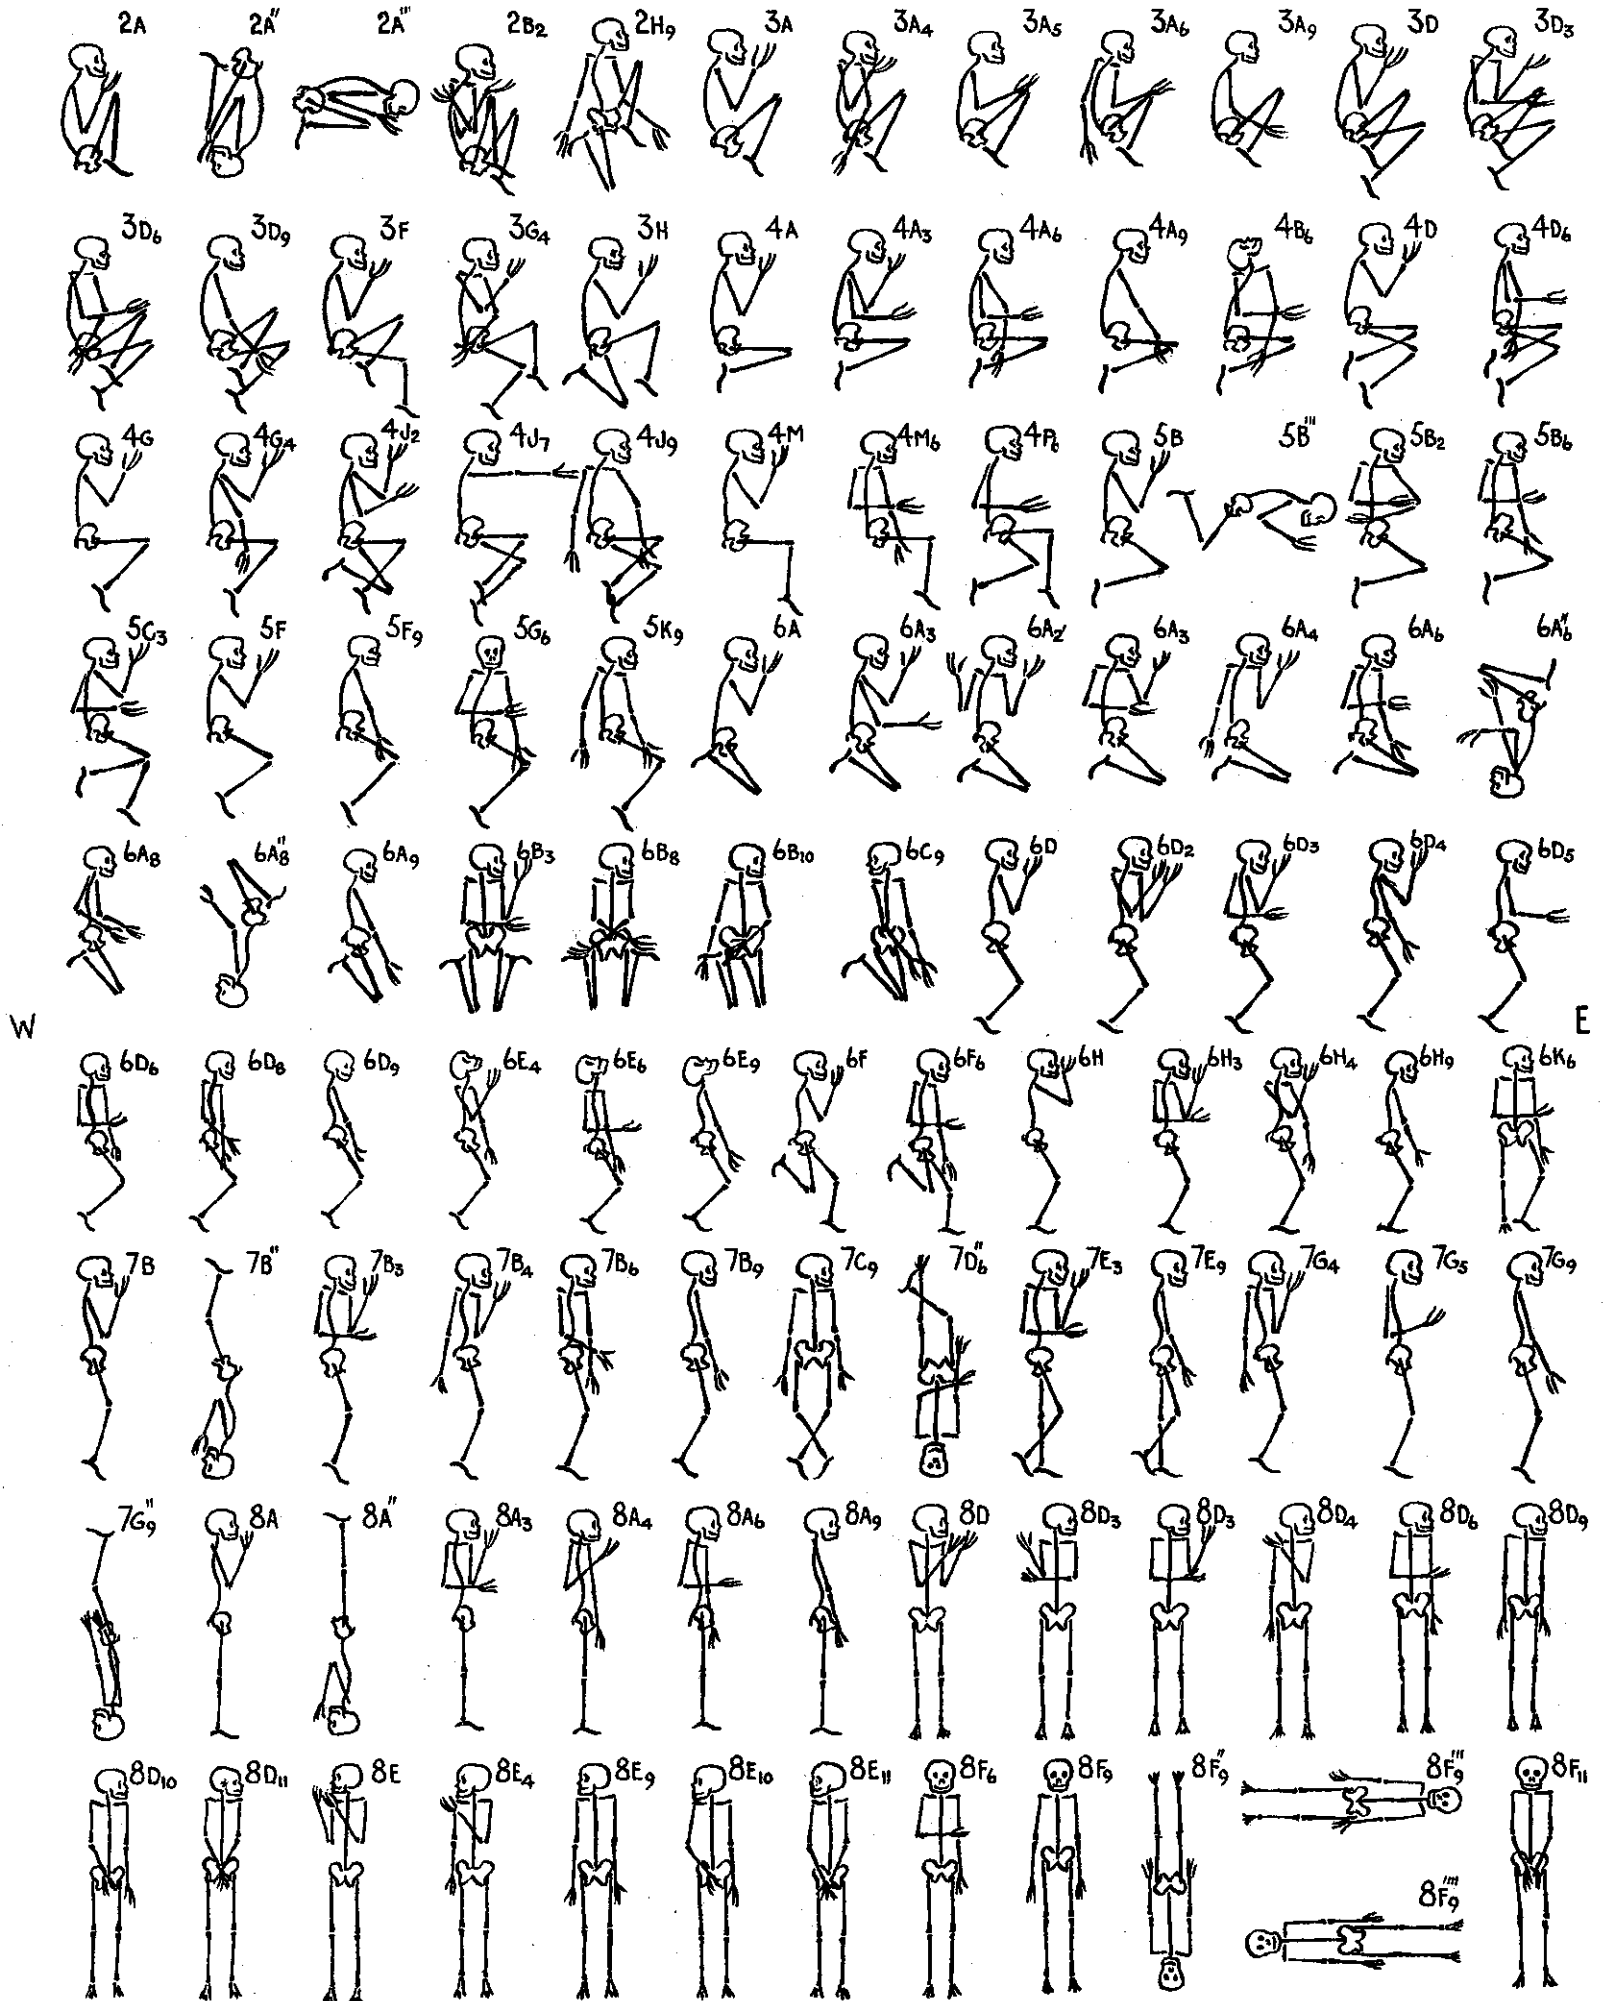 2A 2A'' 2A''' 2B2 2H9 3A 3A4 3A5 3A6 3A9 3D 3D3
3D6 3D9 3F 3G4 3H 4A 4A3 4A6 4A9 4B6 4D 4D6
4G 4G4 4J2 4J7 4J9 4M 4M6 4P6 5B 5B''' 5B2 5B6
5C3 5F 5F9 5G6 5K9 6A 6A3 6A2' 6A3 6A4 6A6 6A''6
6A8 6A''8 6A9 6B3 6B8 6B10 6C9 6D 6D2 6D3 6D4 6D5
W E
6D6 6D8 6D9 6E4 6E6 6E9 6F 6F6 6H 6H3 6H4 6H9 6K6
7B 7B'' 7B3 7B4 7B6 7B9 7C9 7D''6 7E3 7E9 7G4 7G5 7G9
7G''9 8A 8A'' 8A3 8A4 8A6 8A9 8D 8D3 8D3 8D4 8D6 8D9
8D10 8D11 8E 8E4 8E9 8E10 8E11 8F6 8F9 8F''9 8F'''9 8F11
8F''''9